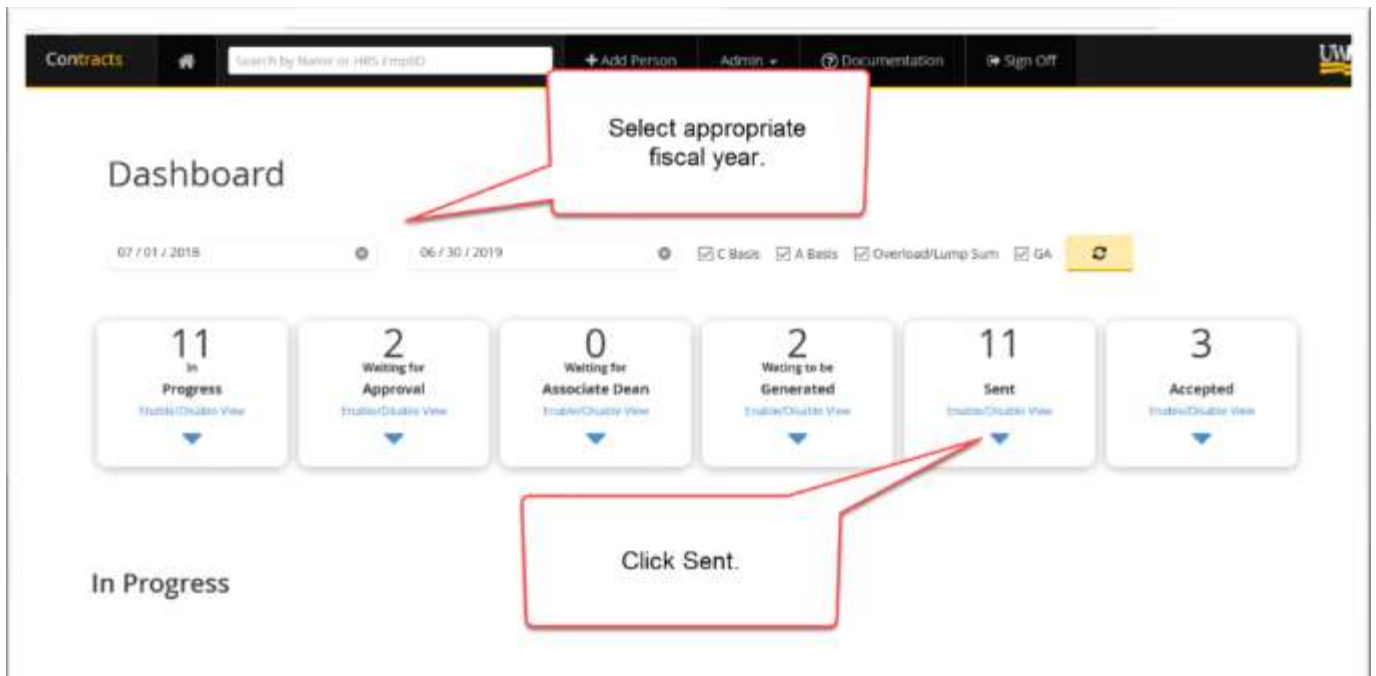 Contracts
Search by Name or HRS EmplID
+Add Person
Admin
Documentation
Sign Off
UW
Select appropriate
fiscal year.
Dashboard
07 / 01 / 2018
06 / 30 / 2019
C Basis
A Basis
Overload/Lump Sum
GA
11
In
Progress
Enable/Disable View
2
Waiting for
Approval
Enable/Disable View
0
Waiting for
Associate Dean
Enable/Disable View
2
Wating to be
Generated
Enable/Disable View
11
Sent
Enable/Disable View
3
Accepted
Enable/Disable View
Click Sent.
In Progress